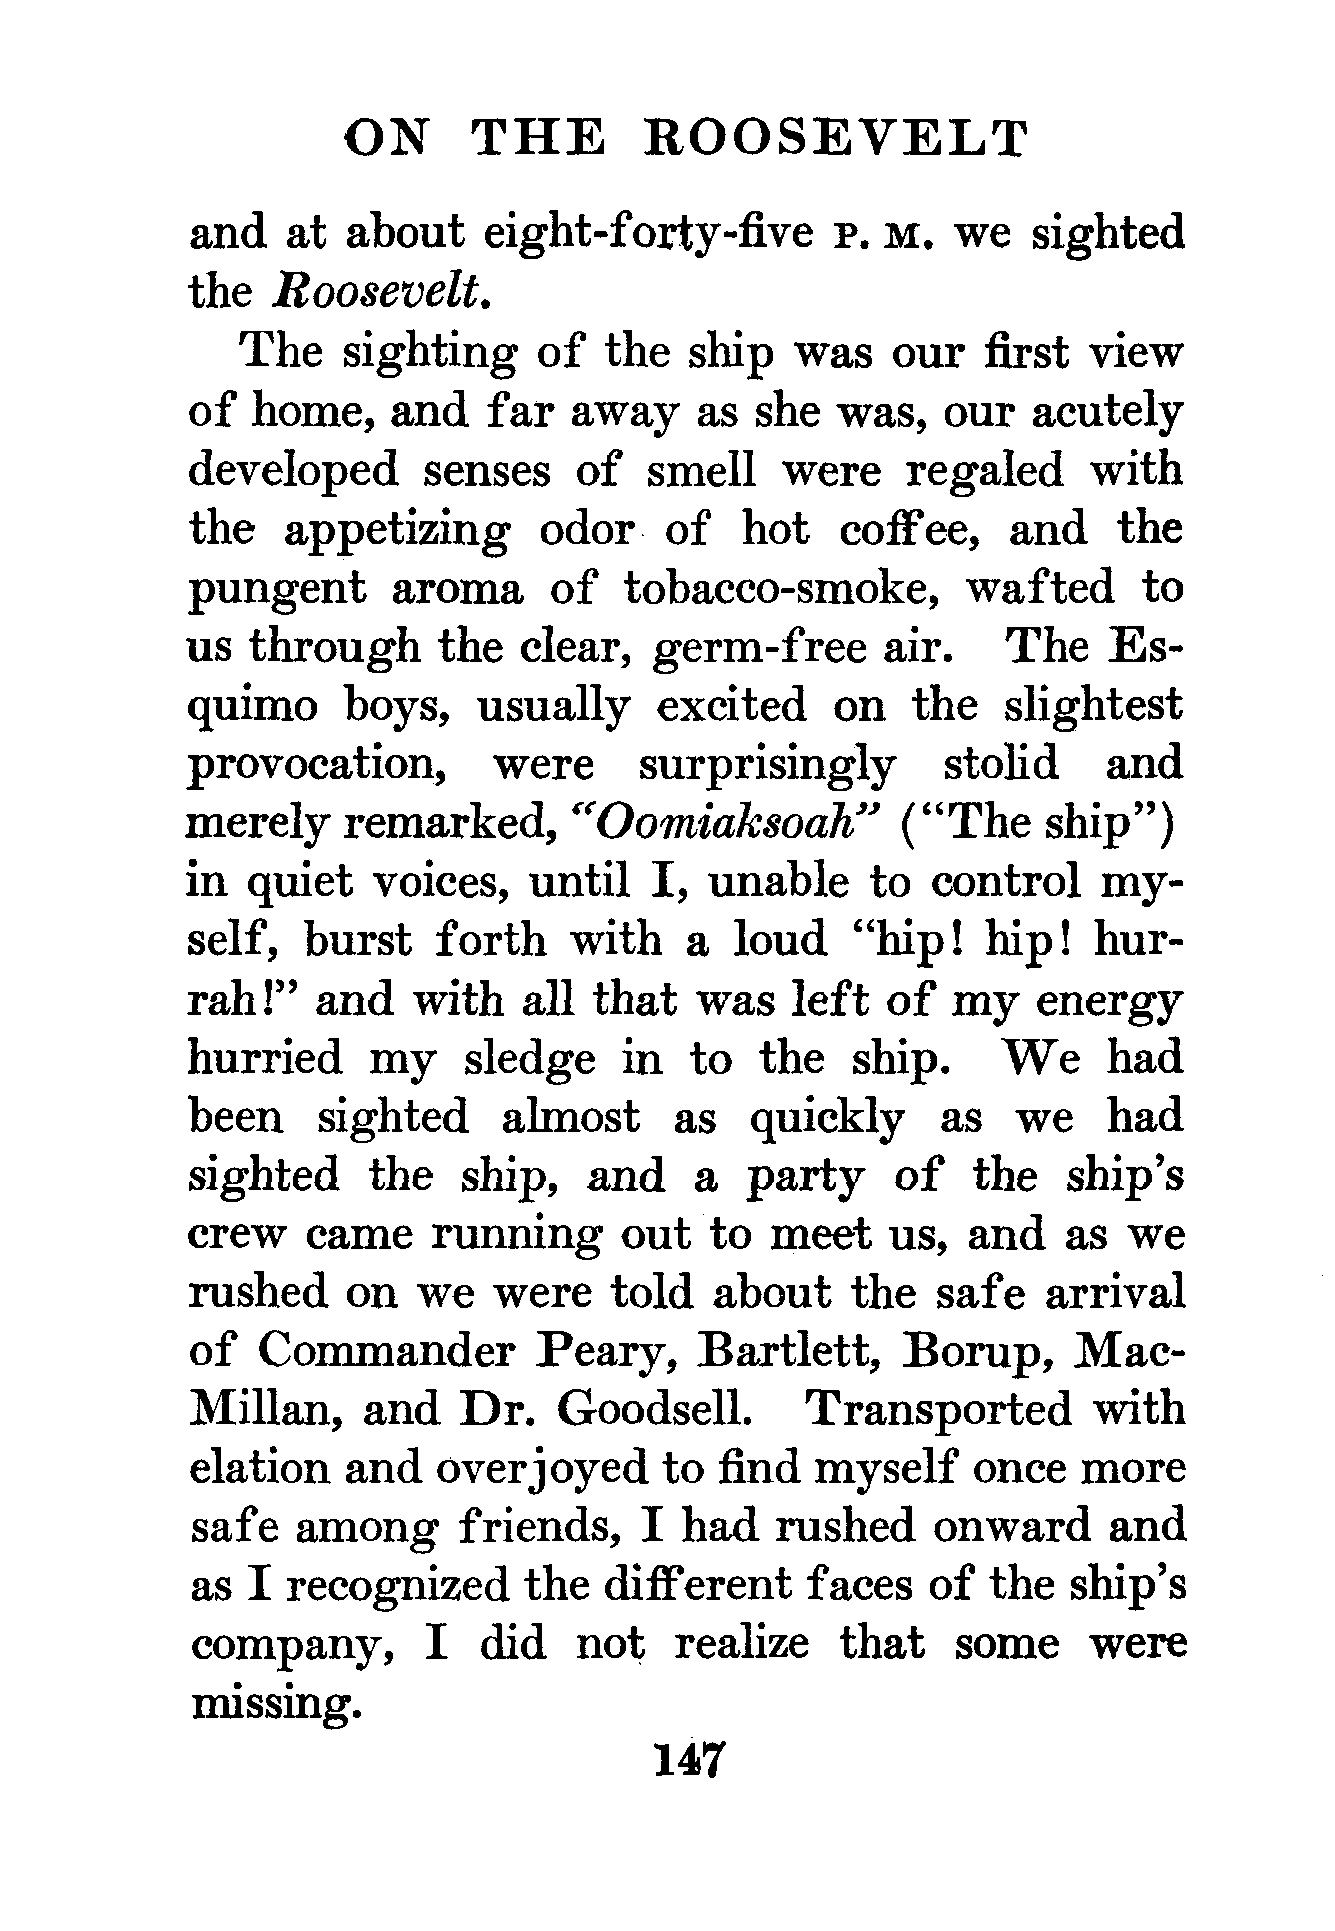 ON THE ROOSEVELT
and at about eight-forty-five P. M. we sighted
the Roosevelt.
The sighting of the ship was our first view
of home, and far away as she was, our acutely
developed senses of smell were regaled with
the appetizing odor of hot coffee, and the
pungent aroma of tobacco-smoke, wafted to
us through the clear, germ-free air. The Es-
quimo boys, usually excited on the slightest
provocation, were surprisingly stolid and
merely remarked, “Oomiaksoah” (“The ship”)
in quiet voices, until I, unable to control my-
self, burst forth with a loud “hip! hip! hur-
rah!” and with all that was left of my energy
hurried my sledge in to the ship. We had
been sighted almost as quickly as we had
sighted the ship, and a party of the ship’s
crew came running out to meet us, and as we
rushed on we were told about the safe arrival
of Commander Peary, Bartlett, Borup, Mac-
Millan, and Dr. Goodsell. Transported with
elation and overjoyed to find myself once more
safe among friends, I had rushed onward and
as I recognized the different faces of the ship’s
company, I did not realize that some were
missing.
147